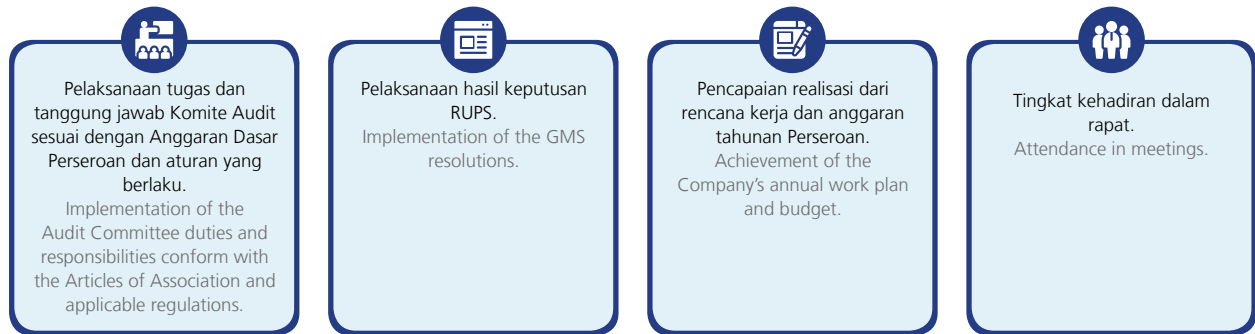 Pelaksanaan tugas dan
tanggung jawab Komite Audit
sesuai dengan Anggaran Dasar
Perseroan dan aturan yang
berlaku.
Implementation of the
Audit Committee duties and
responsibilities conform with
the Articles of Association and
applicable regulations.
Pelaksanaan hasil keputusan
RUPS.
Implementation of the GMS
resolutions.
Pencapaian realisasi dari
rencana kerja dan anggaran
tahunan Perseroan.
Achievement of the
Company's annual work plan
and budget.
Tingkat kehadiran dalam
rapat.
Attendance in meetings.